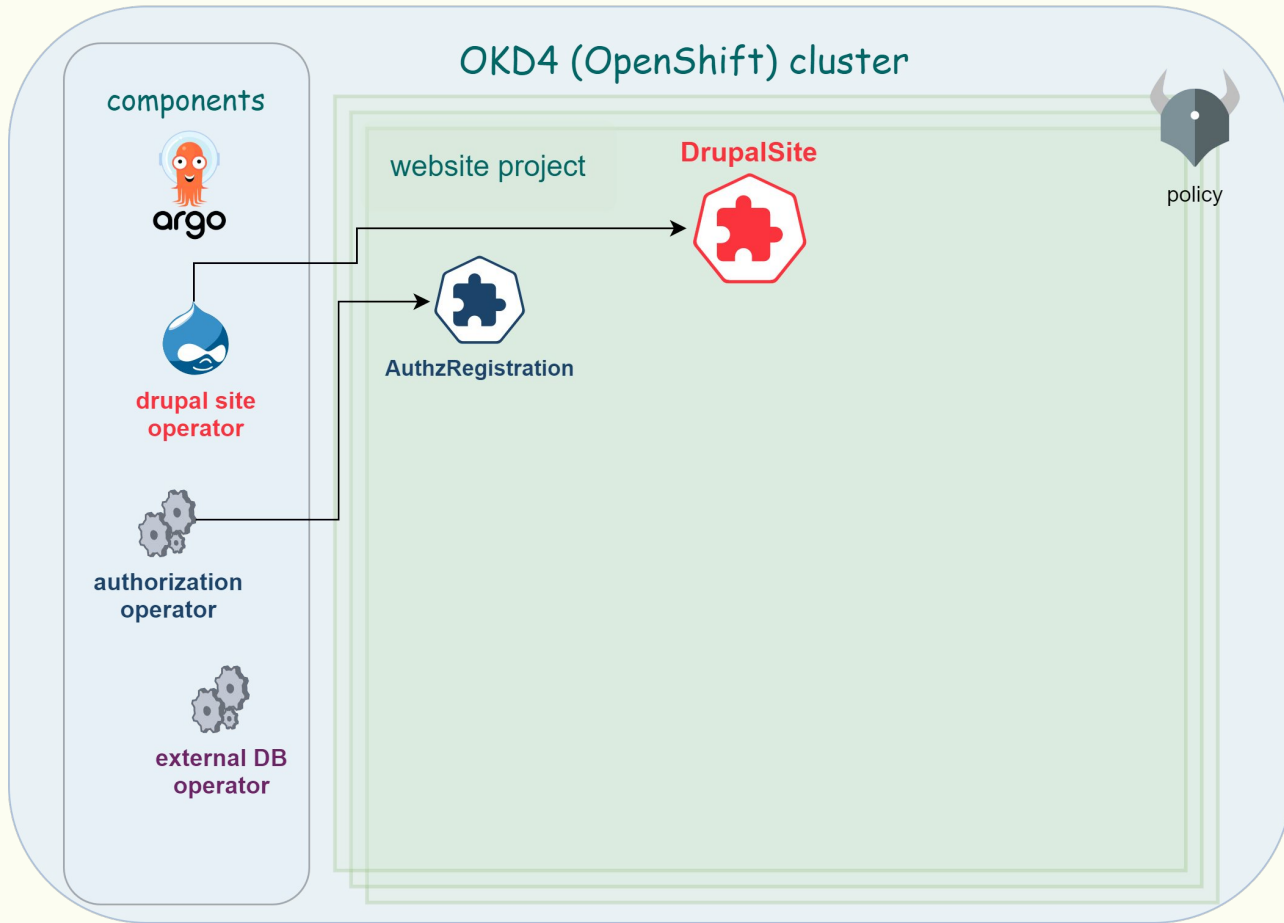 OKD4 (OpenShift) cluster
components
argo
drupal site
operator
authorization
operator
external DB
operator
website project
DrupalSite
AuthzRegistration
policy